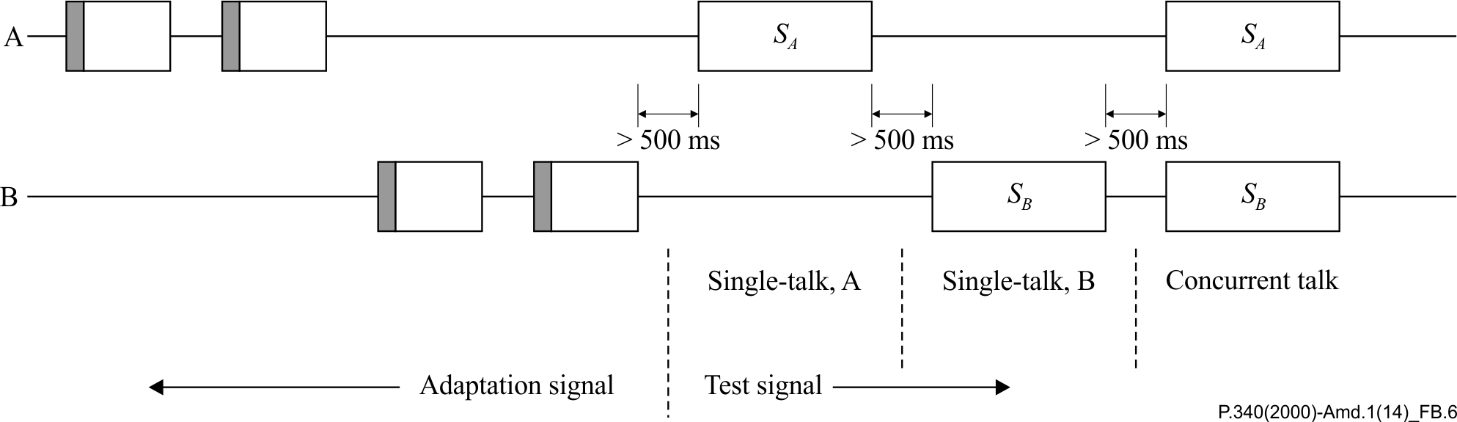 A
S_A
S_A
> 500 ms
> 500 ms
> 500 ms
B
S_B
S_B
Single-talk, A
Single-talk, B
Concurrent talk
Adaptation signal
Test signal
P.340(2000)-Amd.1(14)_FB.6